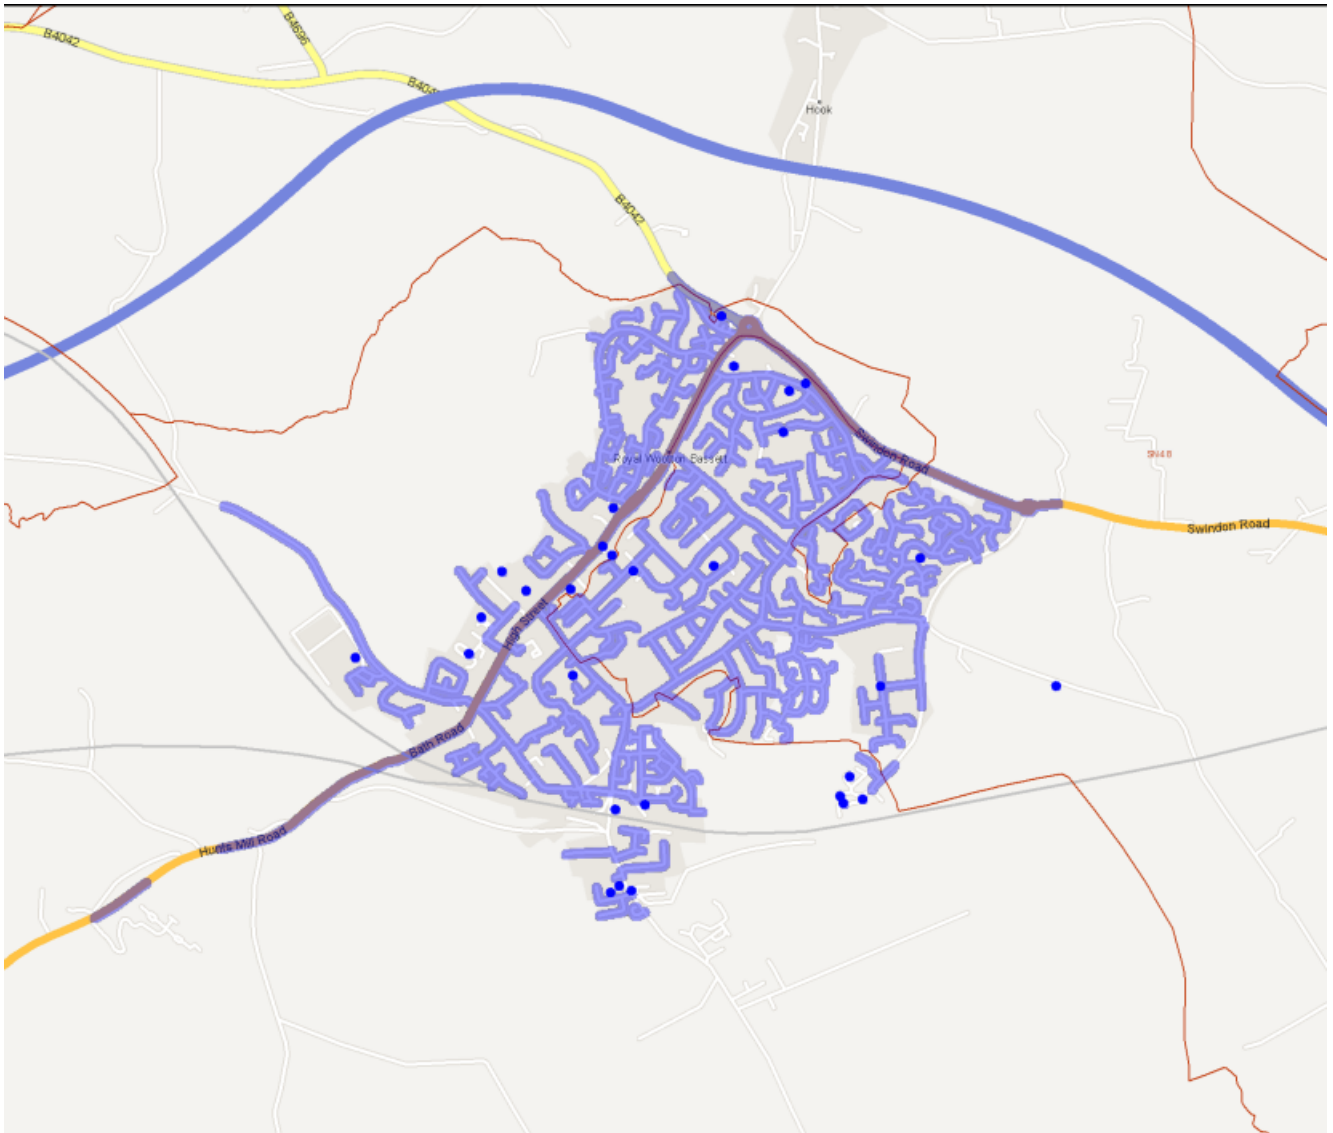 B4696
B4042
B404
Hook
B4042
Swindon Road
Royal Wootton Bassett
SN4 8
Swindon Road
High Street
Bath Road
Hunts Mill Road